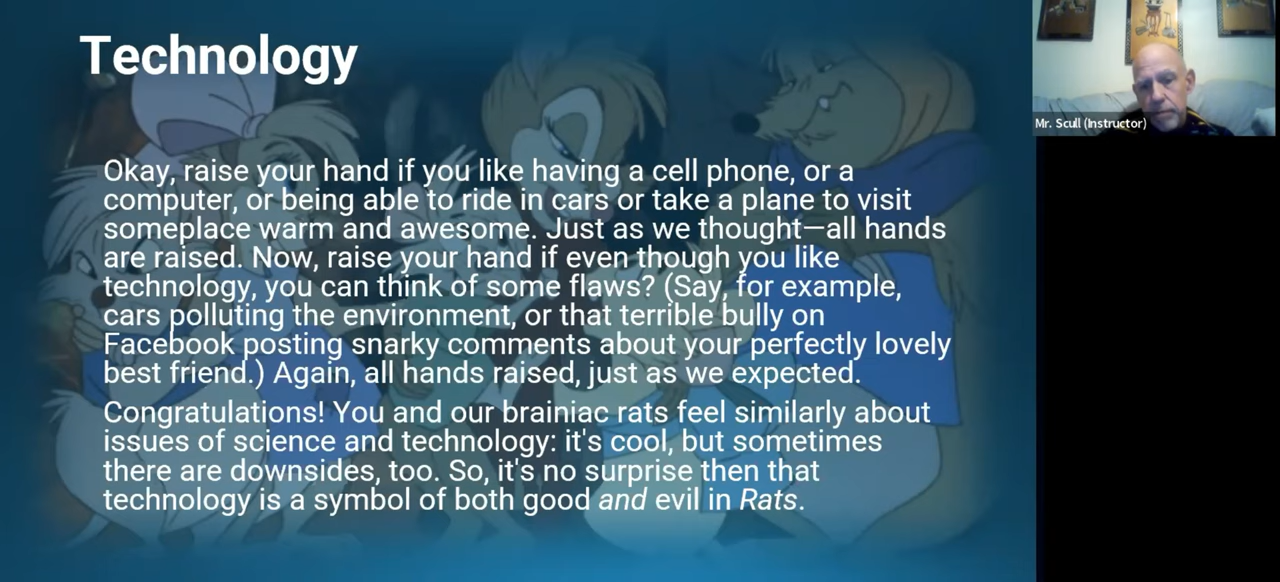 Technology
Okay, raise your hand if you like having a cell phone, or a
computer, or being able to ride in cars or take a plane to visit
someplace warm and awesome. Just as we thought—all hands
are raised. Now, raise your hand if even though you like
technology, you can think of some flaws? (Say, for example,
cars polluting the environment, or that terrible bully on
Facebook posting snarky comments about your perfectly lovely
best friend.) Again, all hands raised, just as we expected.
Congratulations! You and our brainiac rats feel similarly about
issues of science and technology: it's cool, but sometimes
there are downsides, too. So, it's no surprise then that
technology is a symbol of both good and evil in Rats.
Mr. Scull (Instructor)